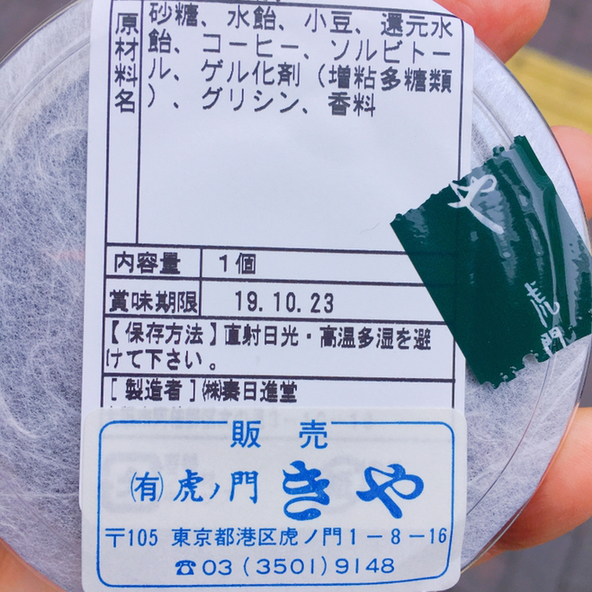 原材料名
砂糖、水飴、小豆、還元水
飴、コーヒー、ソルビトー
ル、ゲル化剤（増粘多糖類
）、グリシン、香料
内容量 1個
賞味期限 19.10.23
【保存方法】直射日光・高温多湿を避
けて下さい。
[製造者]㈱壽日進堂
販売
(有)虎ノ門 きや
〒105 東京都港区虎ノ門1-8-16
☎03(3501)9148
や
虎ノ門